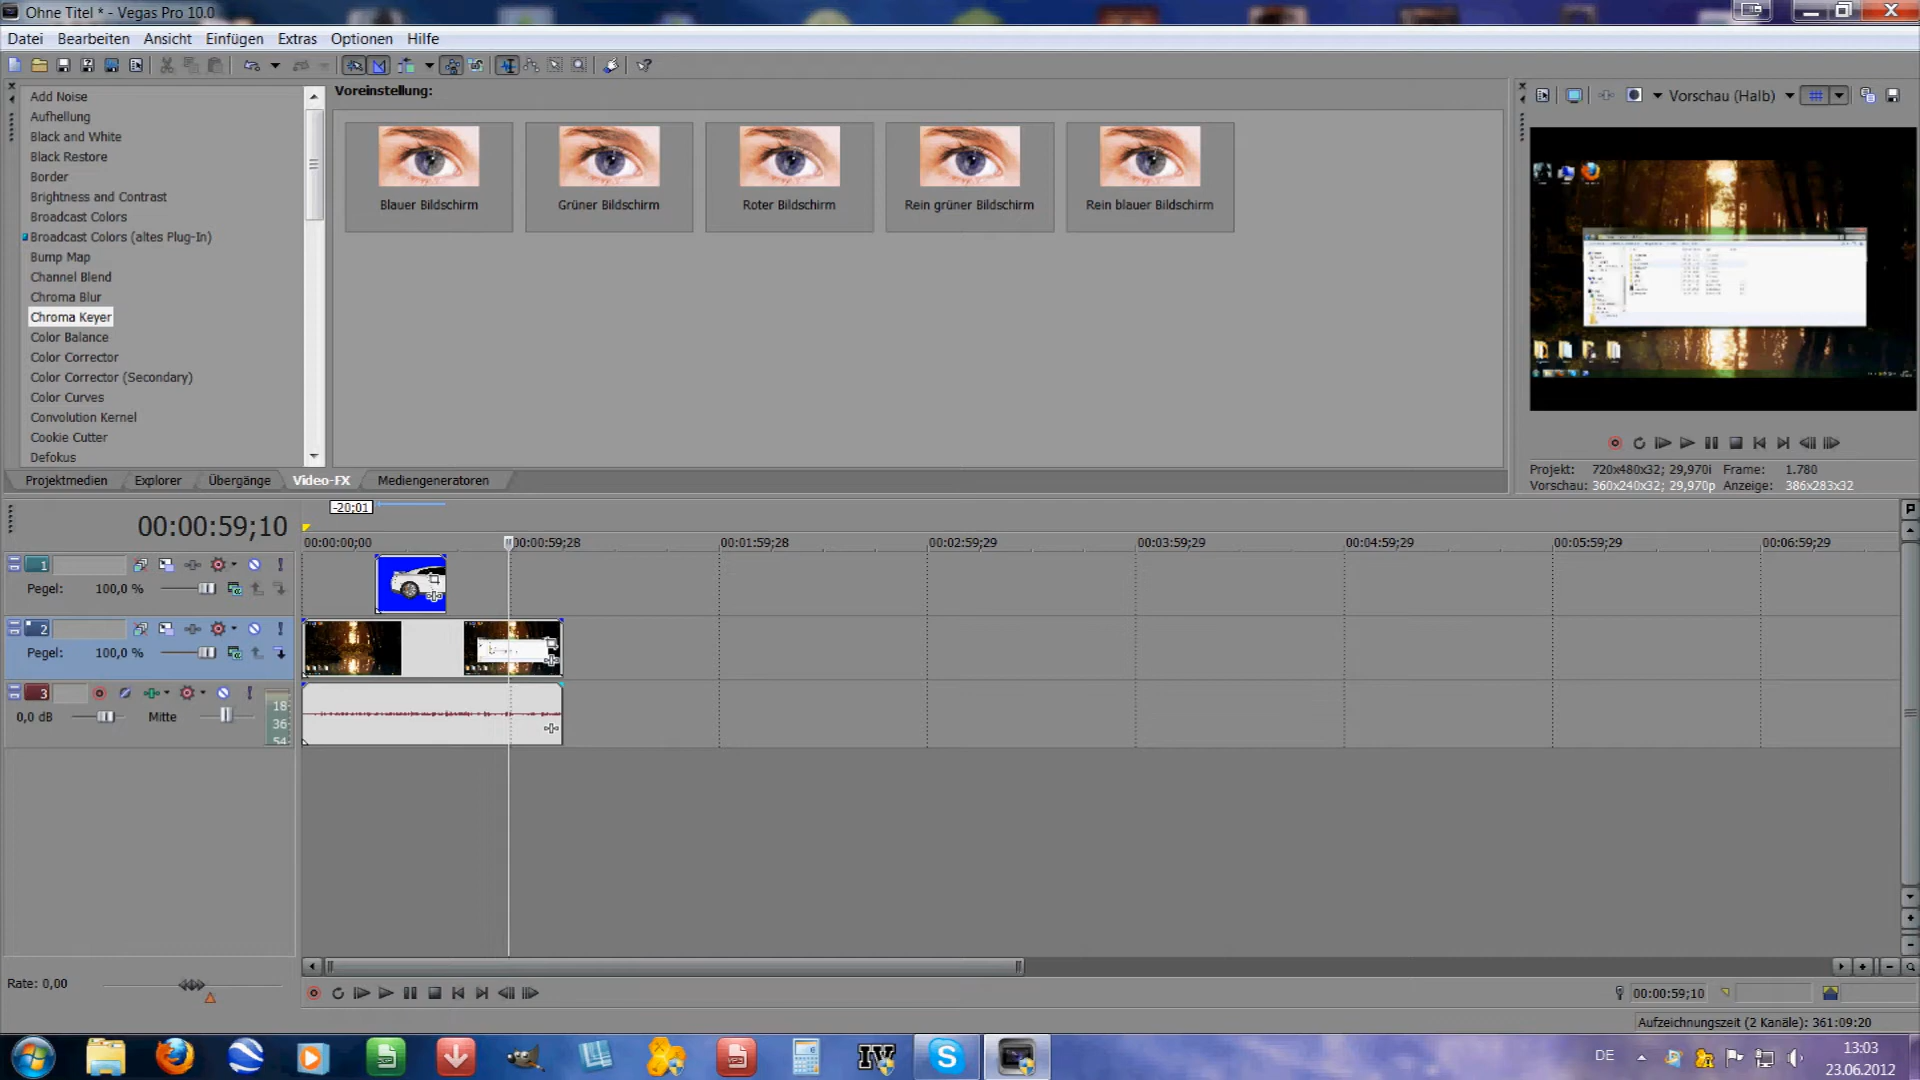 Ohne Titel * - Vegas Pro 10.0
Datei Bearbeiten Ansicht Einfügen Extras Optionen Hilfe
Add Noise
Aufhellung
Black and White
Black Restore
Border
Brightness and Contrast
Broadcast Colors
Broadcast Colors (altes Plug-In)
Bump Map
Channel Blend
Chroma Blur
Chroma Keyer
Color Balance
Color Corrector
Color Corrector (Secondary)
Color Curves
Convolution Kernel
Cookie Cutter
Defokus
Voreinstellung:
Blauer Bildschirm
Grüner Bildschirm
Roter Bildschirm
Rein grüner Bildschirm
Rein blauer Bildschirm
Vorschau (Halb)
Projekt: 720x480x32; 29,970i Frame: 1.780
Vorschau: 360x240x32; 29,970p Anzeige: 386x283x32
Projektmedien Explorer Übergänge Video-FX Mediengeneratoren
-20;01
00:00:59;10
00:00:00;00 00:00:59;28 00:01:59;28 00:02:59;29 00:03:59;29 00:04:59;29 00:05:59;29 00:06:59;29
1
Pegel: 100,0 %
2
Pegel: 100,0 %
3
0,0 dB Mitte
18
36
54
Rate: 0,00
00:00:59;10
Aufzeichnungszeit (2 Kanäle): 361:09:20
IV
DE
13:03
23.06.2012